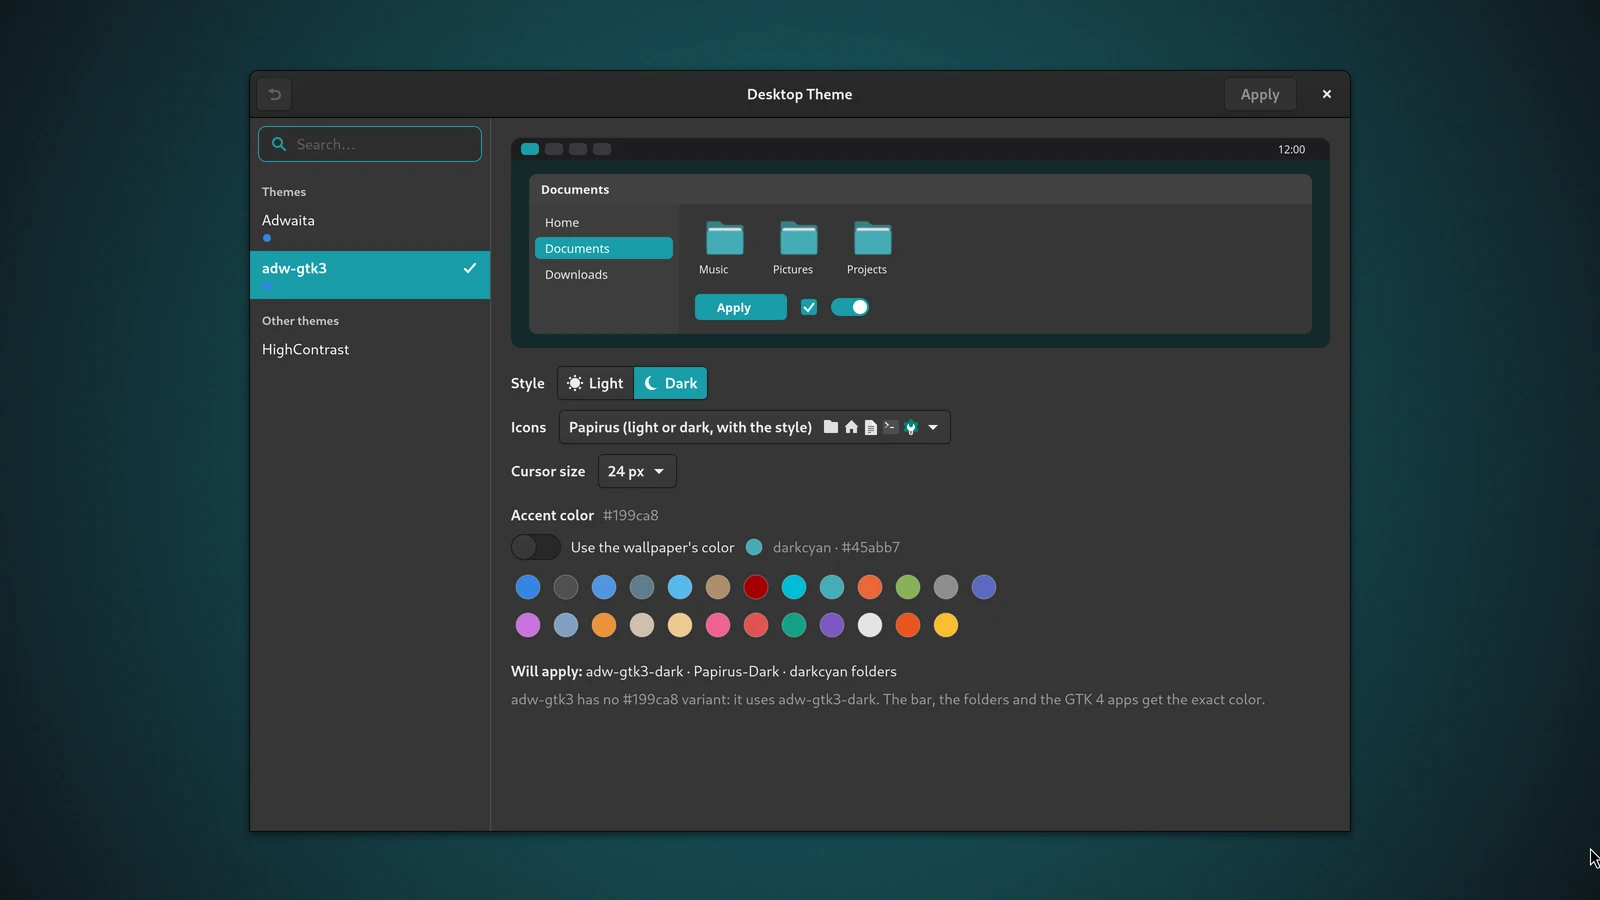 Desktop Theme
Apply
Search...
Themes
Adwaita
adw-gtk3
Other themes
HighContrast
12:00
Documents
Home
Documents
Downloads
Music
Pictures
Projects
Apply
Style
Light
Dark
Icons
Papirus (light or dark, with the style)
Cursor size
24 px
Accent color #199ca8
Use the wallpaper's color
darkcyan · #45abb7
Will apply: adw-gtk3-dark · Papirus-Dark · darkcyan folders
adw-gtk3 has no #199ca8 variant: it uses adw-gtk3-dark. The bar, the folders and the GTK 4 apps get the exact color.